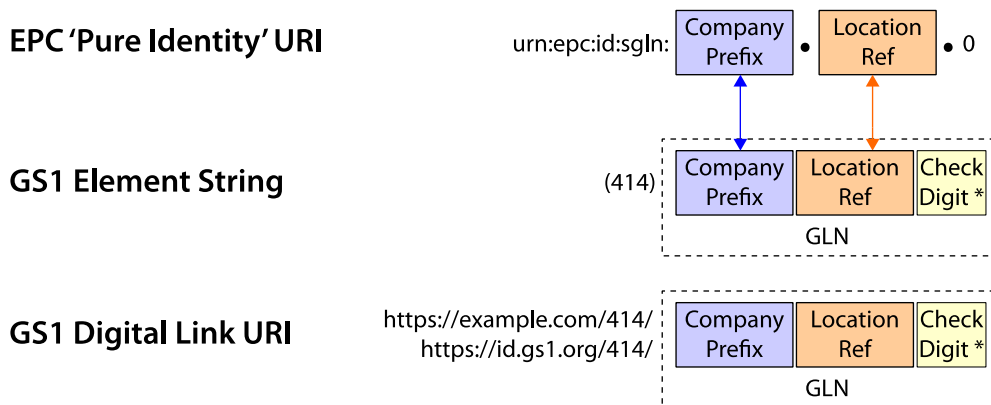 EPC ‘Pure Identity’ URI
urn:epc:id:sgln:
Company
Prefix
•
Location
Ref
• 0
GS1 Element String
(414)
Company
Prefix
Location
Ref
Check
Digit *
GLN
GS1 Digital Link URI
https://example.com/414/
https://id.gs1.org/414/
Company
Prefix
Location
Ref
Check
Digit *
GLN